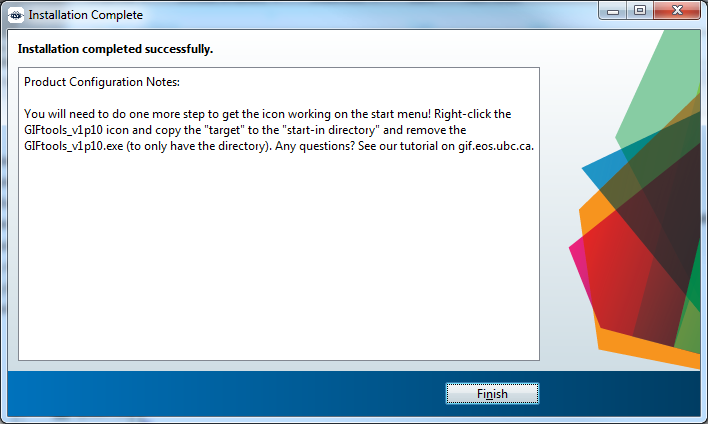 Installation Complete
Installation completed successfully.
Product Configuration Notes:
You will need to do one more step to get the icon working on the start menu! Right-click the
GIFtools_v1p10 icon and copy the "target" to the "start-in directory" and remove the
GIFtools_v1p10.exe (to only have the directory). Any questions? See our tutorial on gif.eos.ubc.ca.
Finish